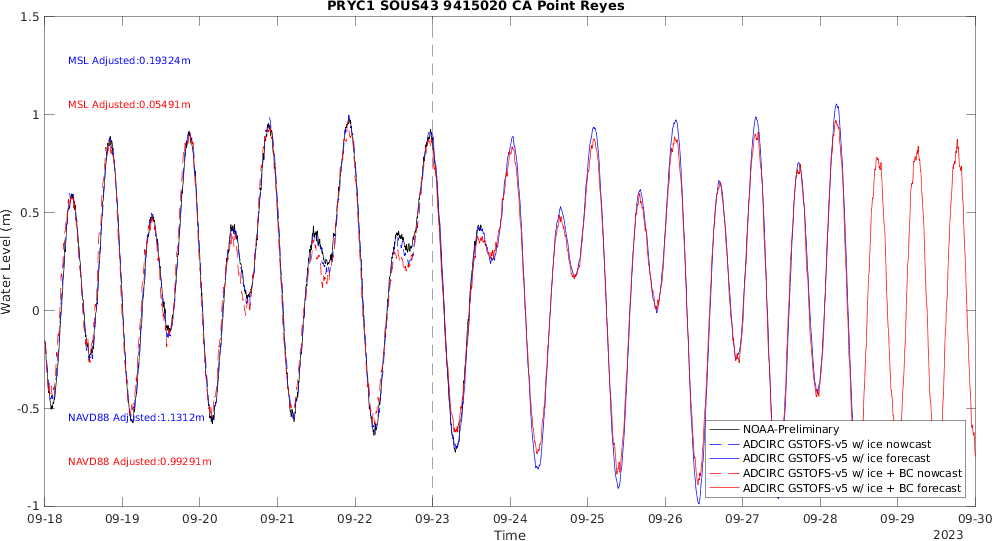 PRYC1 SOUS43 9415020 CA Point Reyes
1.5
MSL Adjusted:0.19324m
MSL Adjusted:0.05491m
1
0.5
Water Level (m)
0
-0.5
NAVD88 Adjusted:1.1312m
NAVD88 Adjusted:0.99291m
NOAA-Preliminary
ADCIRC GSTOFS-v5 w/ ice nowcast
ADCIRC GSTOFS-v5 w/ ice forecast
ADCIRC GSTOFS-v5 w/ ice + BC nowcast
ADCIRC GSTOFS-v5 w/ ice + BC forecast
-1
09-18 09-19 09-20 09-21 09-22 09-23 09-24 09-25 09-26 09-27 09-28 09-29 09-30
Time
2023